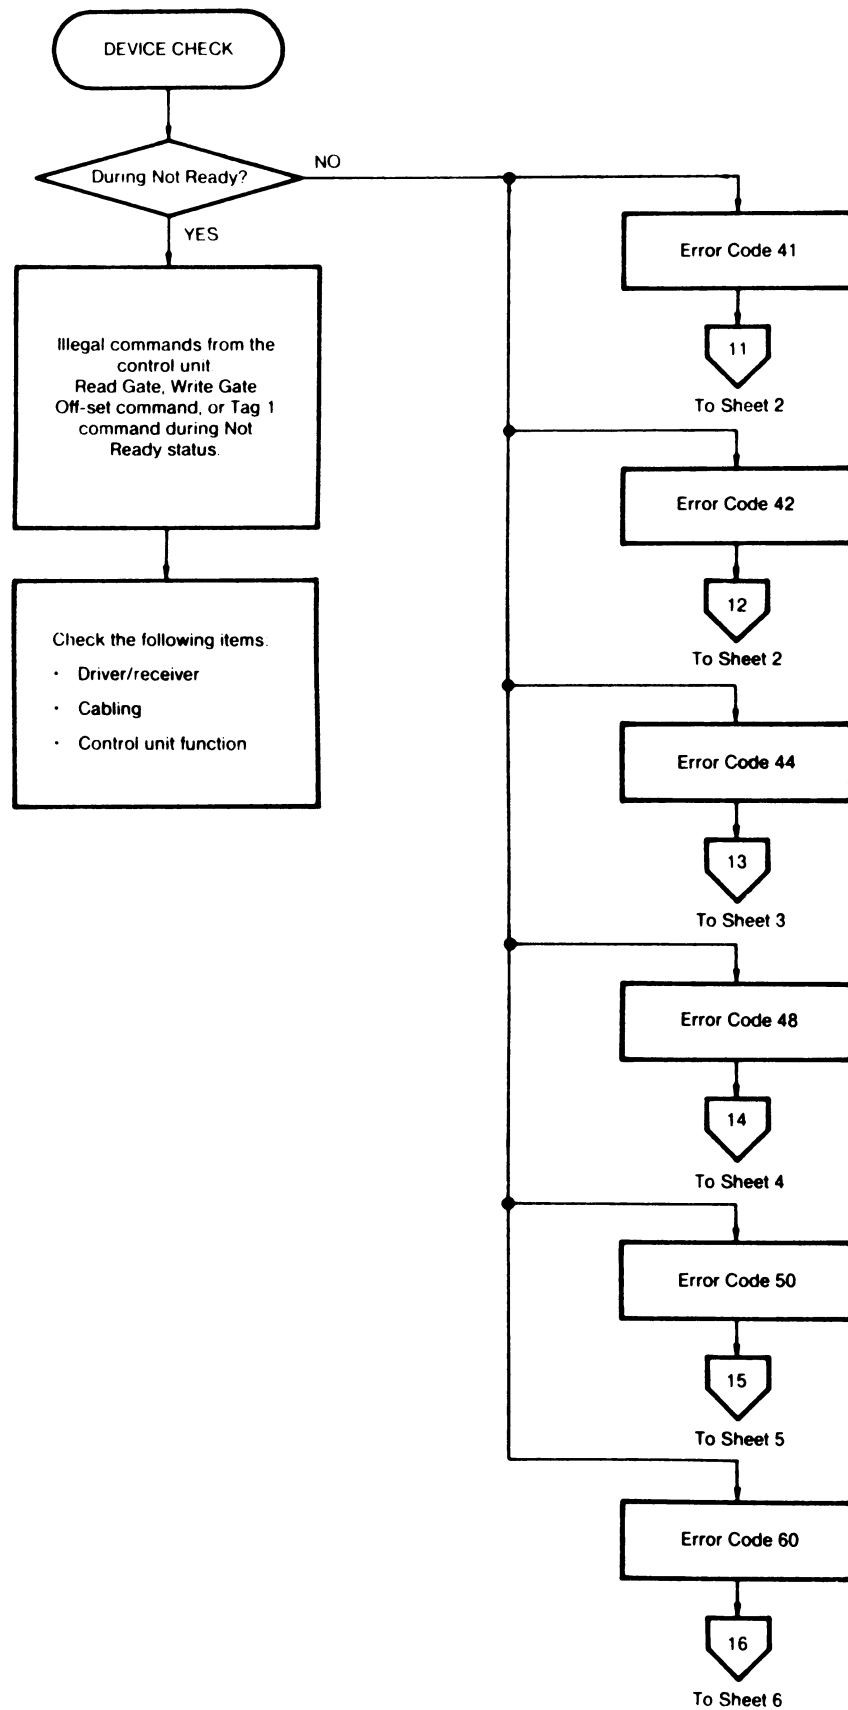 DEVICE CHECK
During Not Ready?
NO
YES
Illegal commands from the
control unit
Read Gate, Write Gate
Off-set command, or Tag 1
command during Not
Ready status.
Check the following items:
· Driver/receiver
· Cabling
· Control unit function
Error Code 41
11
To Sheet 2
Error Code 42
12
To Sheet 2
Error Code 44
13
To Sheet 3
Error Code 48
14
To Sheet 4
Error Code 50
15
To Sheet 5
Error Code 60
16
To Sheet 6